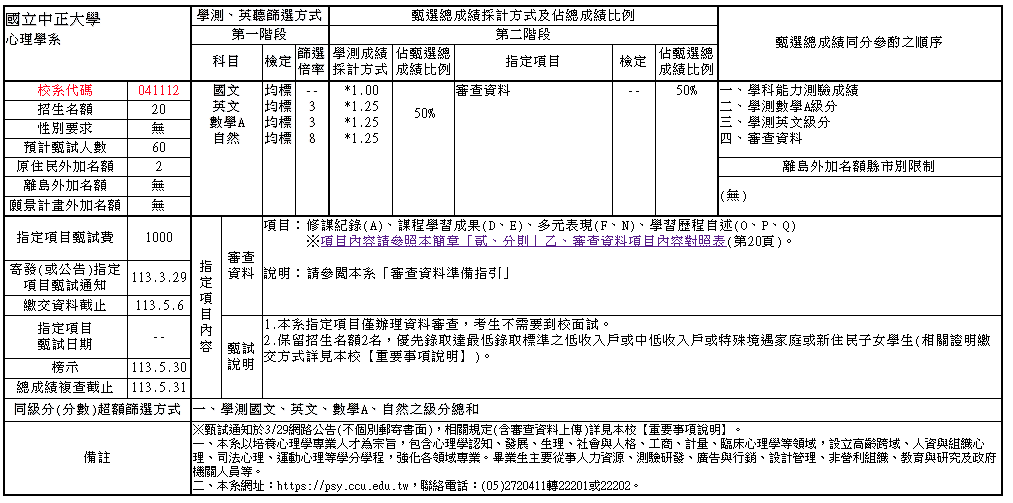 國立中正大學
心理學系
學測、英聽篩選方式
甄選總成績採計方式及佔總成績比例
甄選總成績同分參酌之順序
第一階段
第二階段
科目
檢定
篩選
倍率
學測成績
採計方式
佔甄選總
成績比例
指定項目
檢定
佔甄選總
成績比例
校系代碼 041112
招生名額 20
性別要求 無
預計甄試人數 60
原住民外加名額 2
離島外加名額 無
願景計畫外加名額 無
國文 均標 -- *1.00
英文 均標 3 *1.25
數學A 均標 3 *1.25
自然 均標 8 *1.25
50%
審查資料 -- 50%
一、學科能力測驗成績
二、學測數學A級分
三、學測英文級分
四、審查資料
離島外加名額縣市別限制
(無)
指定項目甄試費 1000
寄發(或公告)指定
項目甄試通知
113.3.29
繳交資料截止 113.5.6
指定項目
甄試日期
--
榜示 113.5.30
總成績複查截止 113.5.31
指定項目內容
審查
資料
項目：修課紀錄(A)、課程學習成果(D、E)、多元表現(F、N)、學習歷程自述(O、P、Q)
※項目內容請參照本簡章「貳、分則」乙、審查資料項目內容對照表(第20頁)。
說明：請參閱本系「審查資料準備指引」
甄試
說明
1.本系指定項目僅辦理資料審查，考生不需要到校面試。
2.保留招生名額2名，優先錄取達最低錄取標準之低收入戶或中低收入戶或特殊境遇家庭或新住民子女學生(相關證明繳
交方式詳見本校【重要事項說明】)。
同級分(分數)超額篩選方式
一、學測國文、英文、數學A、自然之級分總和
備註
※甄試通知於3/29網路公告(不個別郵寄書面)，相關規定(含審查資料上傳)詳見本校【重要事項說明】。
一、本系以培養心理學專業人才為宗旨，包含心理學認知、發展、生理、社會與人格、工商、計量、臨床心理學等領域，設立高齡跨域、人資與組織心
理、司法心理、運動心理等學分學程，強化各領域專業。畢業生主要從事人力資源、測驗研發、廣告與行銷、設計管理、非營利組織、教育與研究及政府
機關人員等。
二、本系網址：https://psy.ccu.edu.tw，聯絡電話：(05)2720411轉22201或22202。